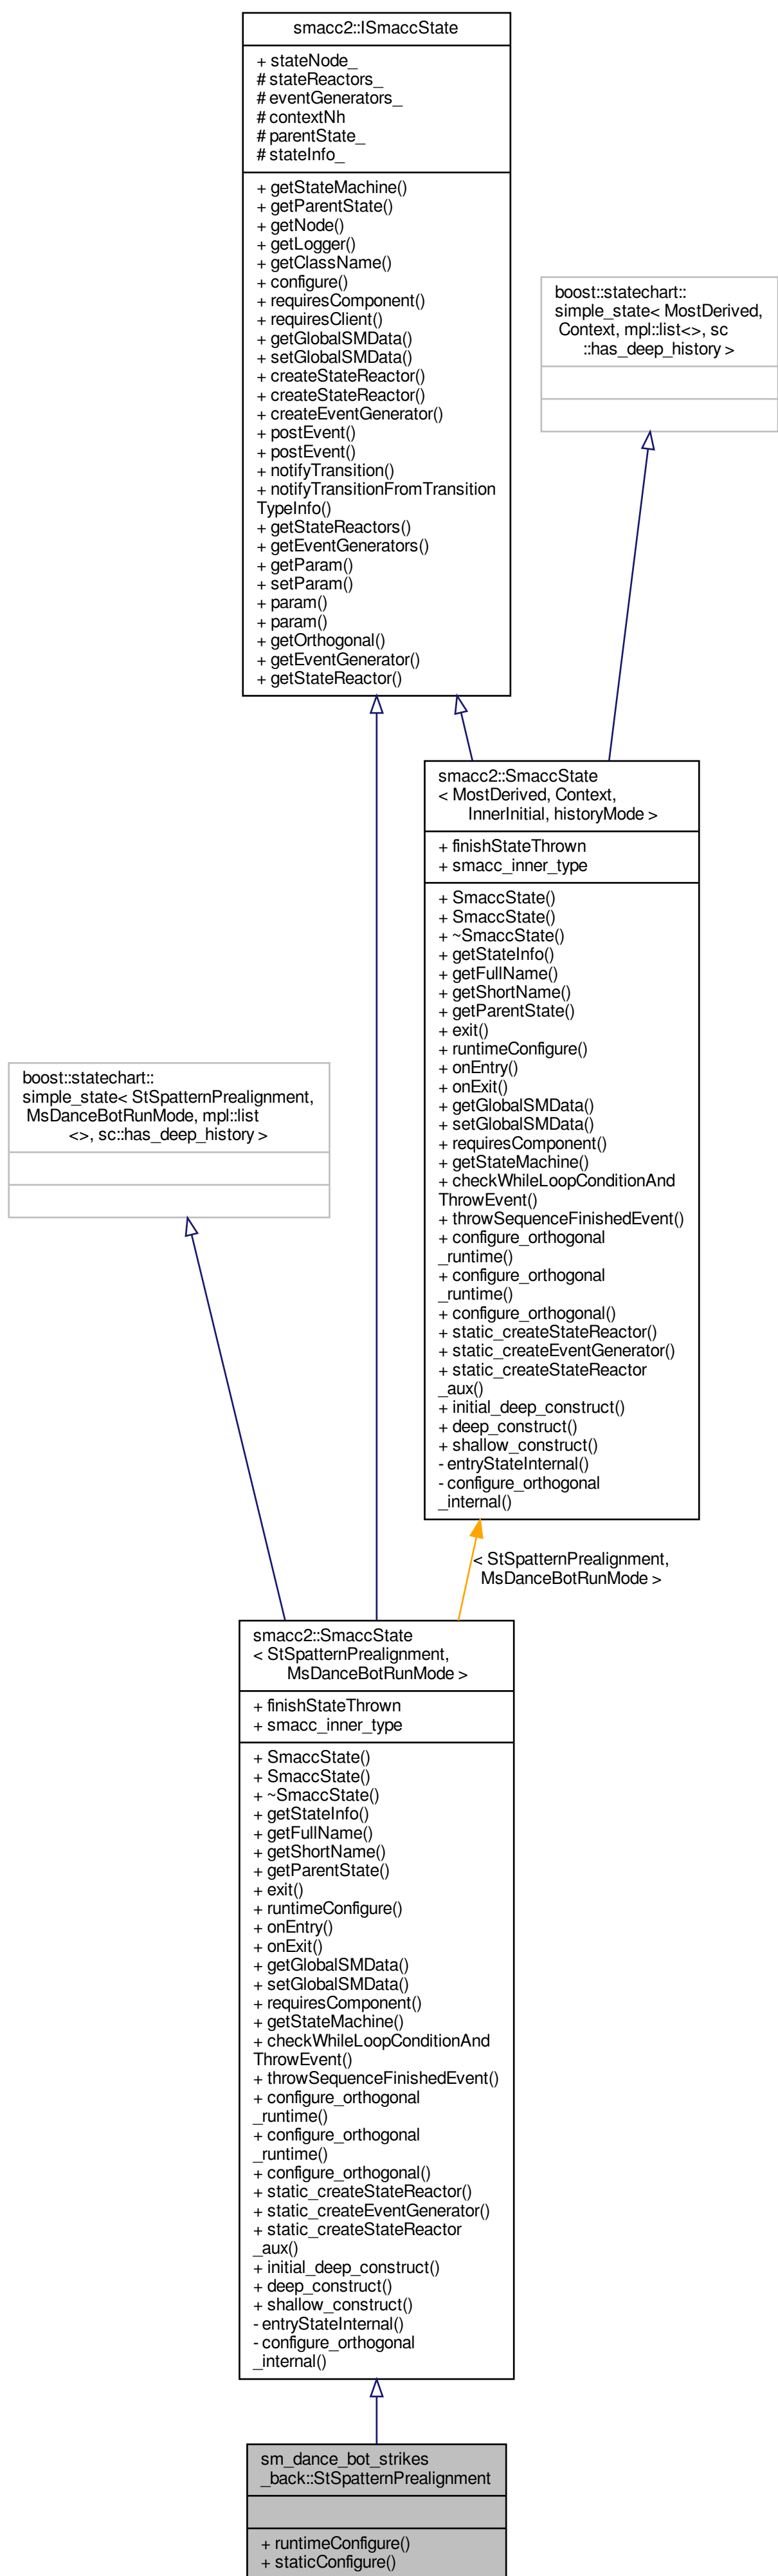 smacc2::ISmaccState
+ stateNode_
# stateReactors_
# eventGenerators_
# contextNh
# parentState_
# stateInfo_
+ getStateMachine()
+ getParentState()
+ getNode()
+ getLogger()
+ getClassName()
+ configure()
+ requiresComponent()
+ requiresClient()
+ getGlobalSMData()
+ setGlobalSMData()
+ createStateReactor()
+ createStateReactor()
+ createEventGenerator()
+ postEvent()
+ postEvent()
+ notifyTransition()
+ notifyTransitionFromTransition
TypeInfo()
+ getStateReactors()
+ getEventGenerators()
+ getParam()
+ setParam()
+ param()
+ param()
+ getOrthogonal()
+ getEventGenerator()
+ getStateReactor()
boost::statechart::
simple_state< MostDerived,
Context, mpl::list<>, sc
::has_deep_history >
smacc2::SmaccState
< MostDerived, Context,
InnerInitial, historyMode >
+ finishStateThrown
+ smacc_inner_type
+ SmaccState()
+ SmaccState()
+ ~SmaccState()
+ getStateInfo()
+ getFullName()
+ getShortName()
+ getParentState()
+ exit()
+ runtimeConfigure()
+ onEntry()
+ onExit()
+ getGlobalSMData()
+ setGlobalSMData()
+ requiresComponent()
+ getStateMachine()
+ checkWhileLoopConditionAnd
ThrowEvent()
+ throwSequenceFinishedEvent()
+ configure_orthogonal
_runtime()
+ configure_orthogonal
_runtime()
+ configure_orthogonal()
+ static_createStateReactor()
+ static_createEventGenerator()
+ static_createStateReactor
_aux()
+ initial_deep_construct()
+ deep_construct()
+ shallow_construct()
- entryStateInternal()
- configure_orthogonal
_internal()
boost::statechart::
simple_state< StSpatternPrealignment,
MsDanceBotRunMode, mpl::list
<>, sc::has_deep_history >
< StSpatternPrealignment,
MsDanceBotRunMode >
smacc2::SmaccState
< StSpatternPrealignment,
MsDanceBotRunMode >
+ finishStateThrown
+ smacc_inner_type
+ SmaccState()
+ SmaccState()
+ ~SmaccState()
+ getStateInfo()
+ getFullName()
+ getShortName()
+ getParentState()
+ exit()
+ runtimeConfigure()
+ onEntry()
+ onExit()
+ getGlobalSMData()
+ setGlobalSMData()
+ requiresComponent()
+ getStateMachine()
+ checkWhileLoopConditionAnd
ThrowEvent()
+ throwSequenceFinishedEvent()
+ configure_orthogonal
_runtime()
+ configure_orthogonal
_runtime()
+ configure_orthogonal()
+ static_createStateReactor()
+ static_createEventGenerator()
+ static_createStateReactor
_aux()
+ initial_deep_construct()
+ deep_construct()
+ shallow_construct()
- entryStateInternal()
- configure_orthogonal
_internal()
sm_dance_bot_strikes
_back::StSpatternPrealignment
+ runtimeConfigure()
+ staticConfigure()